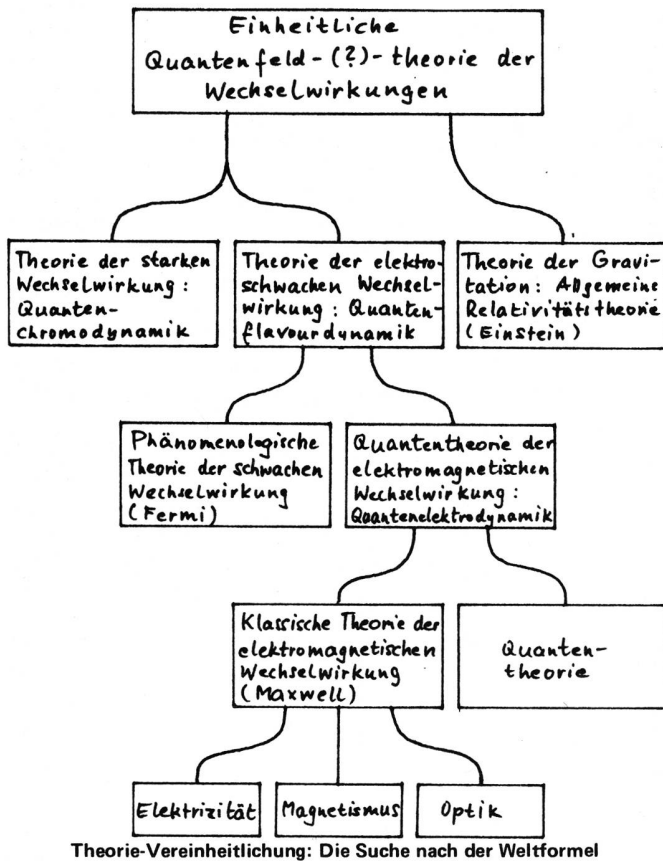 Einheitliche
Quantenfeld-(?)-theorie der
Wechselwirkungen
Theorie der starken
Wechselwirkung:
Quanten-
chromodynamik
Theorie der elektro-
schwachen Wechsel-
wirkung: Quanten-
flavourdynamik
Theorie der Gravi-
tation: Allgemeine
Relativitätstheorie
(Einstein)
Phänomenologische
Theorie der schwachen
Wechselwirkung
(Fermi)
Quantentheorie der
elektromagnetischen
Wechselwirkung:
Quantenelektrodynamik
Klassische Theorie der
elektromagnetischen
Wechselwirkung
(Maxwell)
Quanten-
theorie
Elektrizität
Magnetismus
Optik
Theorie-Vereinheitlichung: Die Suche nach der Weltformel